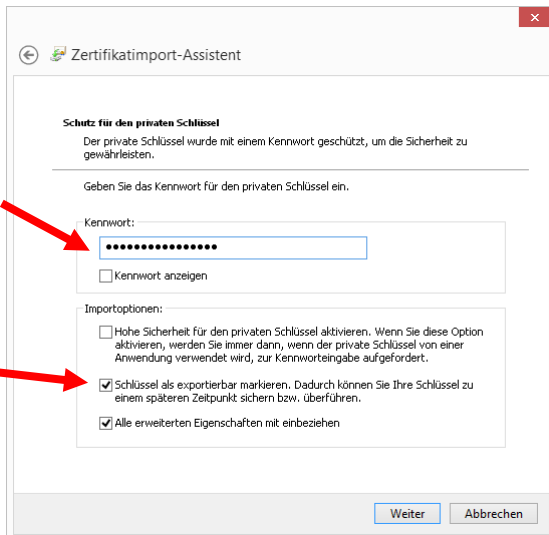 Zertifikatimport-Assistent
Schutz für den privaten Schlüssel
Der private Schlüssel wurde mit einem Kennwort geschützt, um die Sicherheit zu
gewährleisten.
Geben Sie das Kennwort für den privaten Schlüssel ein.
Kennwort:
●●●●●●●●●●●●●●●●
Kennwort anzeigen
Importoptionen:
Hohe Sicherheit für den privaten Schlüssel aktivieren. Wenn Sie diese Option
aktivieren, werden Sie immer dann, wenn der private Schlüssel von einer
Anwendung verwendet wird, zur Kennworteingabe aufgefordert.
Schlüssel als exportierbar markieren. Dadurch können Sie Ihre Schlüssel zu
einem späteren Zeitpunkt sichern bzw. überführen.
Alle erweiterten Eigenschaften mit einbeziehen
Weiter
Abbrechen